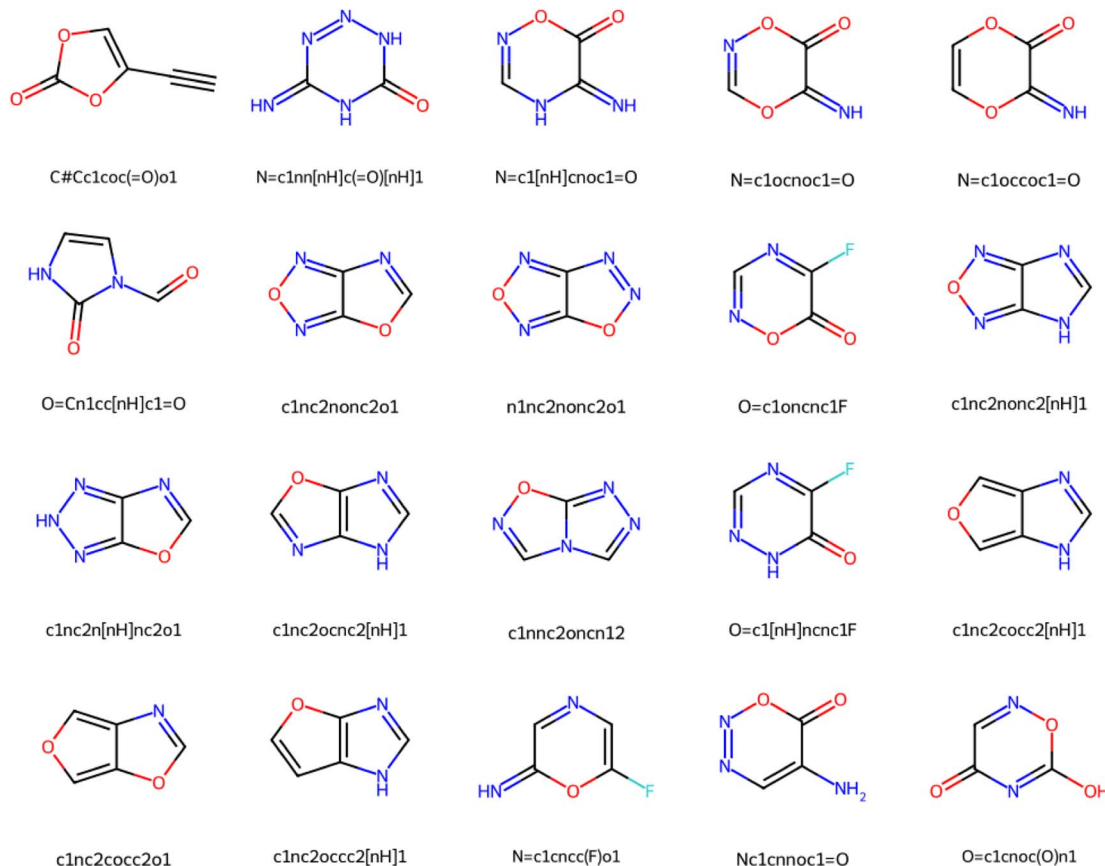 C#Cc1coc(=O)o1
N=c1nn[nH]c(=O)[nH]1
N=c1[nH]cnoc1=O
N=c1ocnoc1=O
N=c1occoc1=O
O=Cn1cc[nH]c1=O
c1nc2nonc2o1
n1nc2nonc2o1
O=c1oncnc1F
c1nc2nonc2[nH]1
c1nc2n[nH]nc2o1
c1nc2ocnc2[nH]1
c1nnc2oncn12
O=c1[nH]ncnc1F
c1nc2cocc2[nH]1
c1nc2cocc2o1
c1nc2occc2[nH]1
N=c1cncc(F)o1
Nc1cnnoc1=O
O=c1cnoc(O)n1